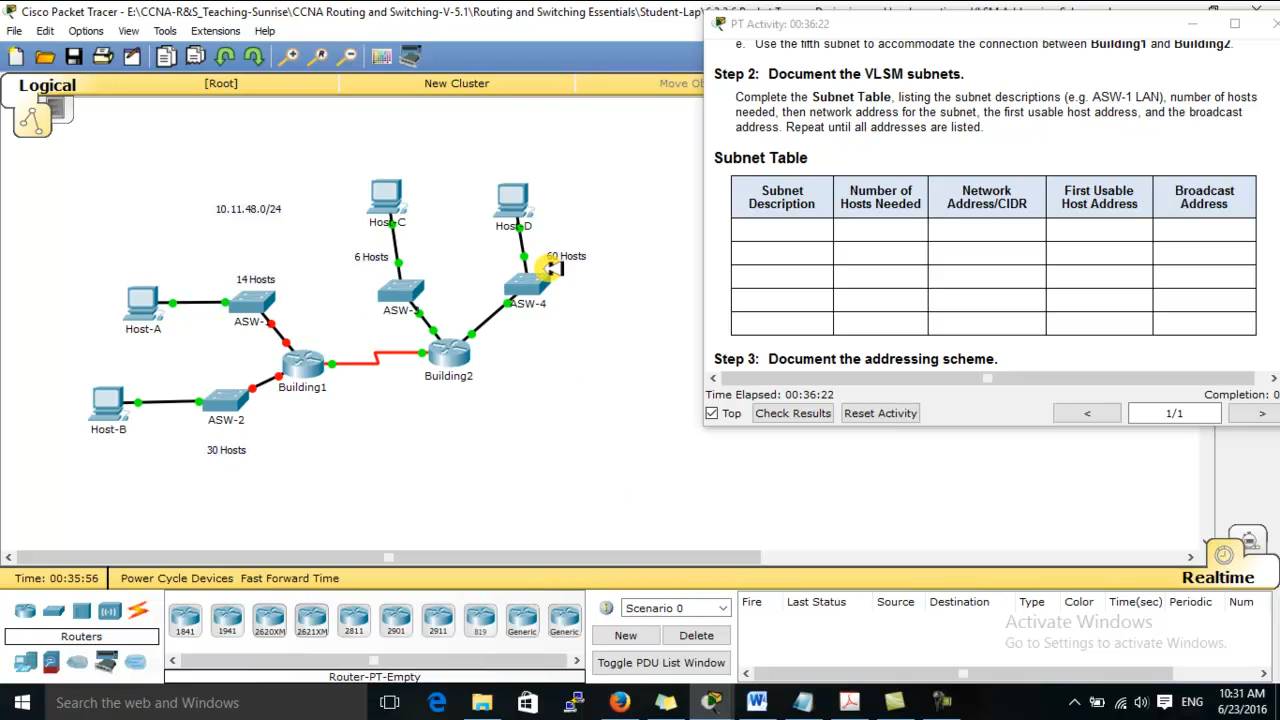 Cisco Packet Tracer - E:\CCNA-R&S_Teaching-Sunrise\CCNA Routing and Switching-V-5.1\Routing and Switching Essentials\Student-Lap\
File Edit Options View Tools Extensions Help
Logical
[Root]
New Cluster
Move Ob
10.11.48.0/24
Host-C
Host-D
6 Hosts
60 Hosts
14 Hosts
ASW-4
Host-A
Building1
Building2
ASW-2
Host-B
30 Hosts
PT Activity: 00:36:22
e. Use the fifth subnet to accommodate the connection between Building1 and Building2.
Step 2: Document the VLSM subnets.
Complete the Subnet Table, listing the subnet descriptions (e.g. ASW-1 LAN), number of hosts
needed, then network address for the subnet, the first usable host address, and the broadcast
address. Repeat until all addresses are listed.
Subnet Table
Subnet Description
Number of Hosts Needed
Network Address/CIDR
First Usable Host Address
Broadcast Address
Step 3: Document the addressing scheme.
Time Elapsed: 00:36:22
Completion: 0
Top
Check Results
Reset Activity
<
1/1
>
Time: 00:35:56
Power Cycle Devices Fast Forward Time
Realtime
Routers
1841 1941 2620XM 2621XM 2811 2901 2911 819 Generic Generic
Router-PT-Empty
Scenario 0
New
Delete
Toggle PDU List Window
Fire Last Status Source Destination Type Color Time(sec) Periodic Num
Activate Windows
Go to Settings to activate Windows.
Search the web and Windows
ENG
10:31 AM
6/23/2016